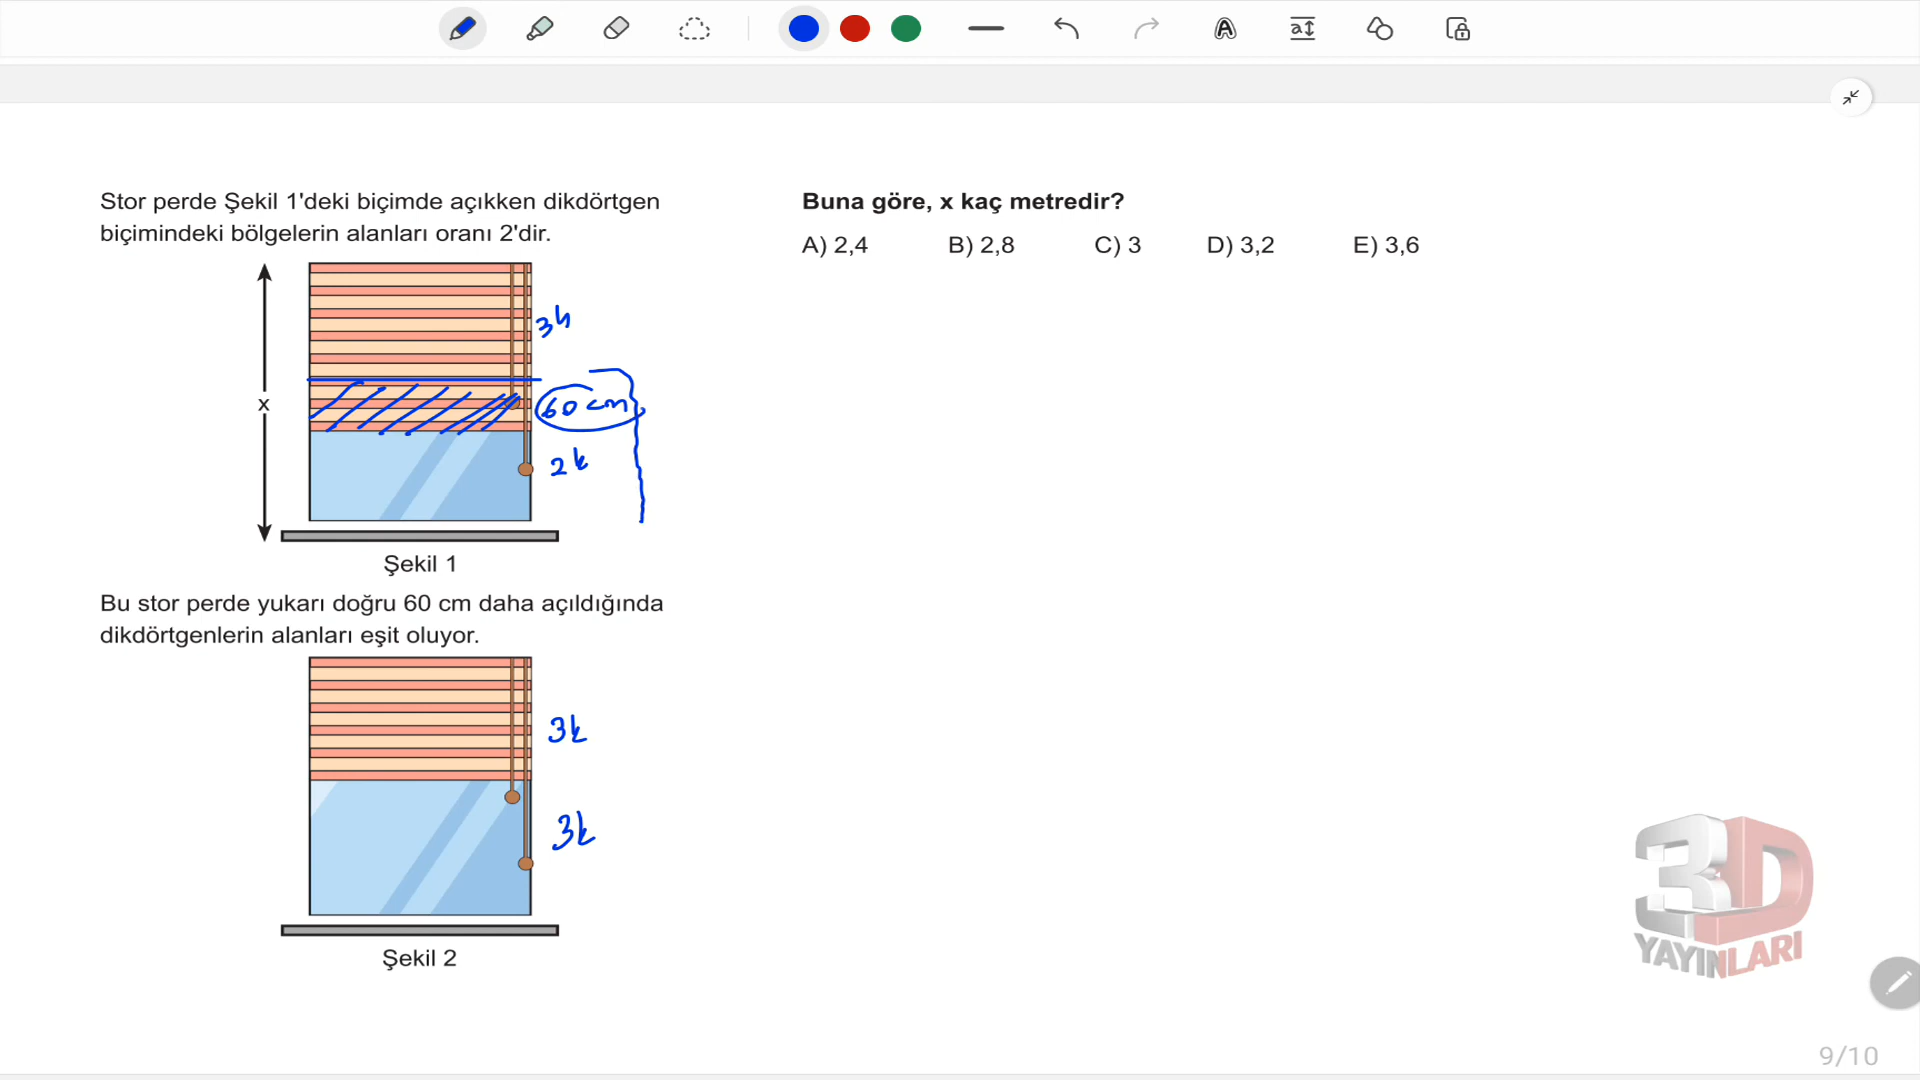 Stor perde Şekil 1'deki biçimde açıkken dikdörtgen
biçimindeki bölgelerin alanları oranı 2'dir.
x
3k
60 cm
2k
Şekil 1
Bu stor perde yukarı doğru 60 cm daha açıldığında
dikdörtgenlerin alanları eşit oluyor.
3k
3k
Şekil 2
Buna göre, x kaç metredir?
A) 2,4 B) 2,8 C) 3 D) 3,2 E) 3,6
3D
YAYINLARI
9/10